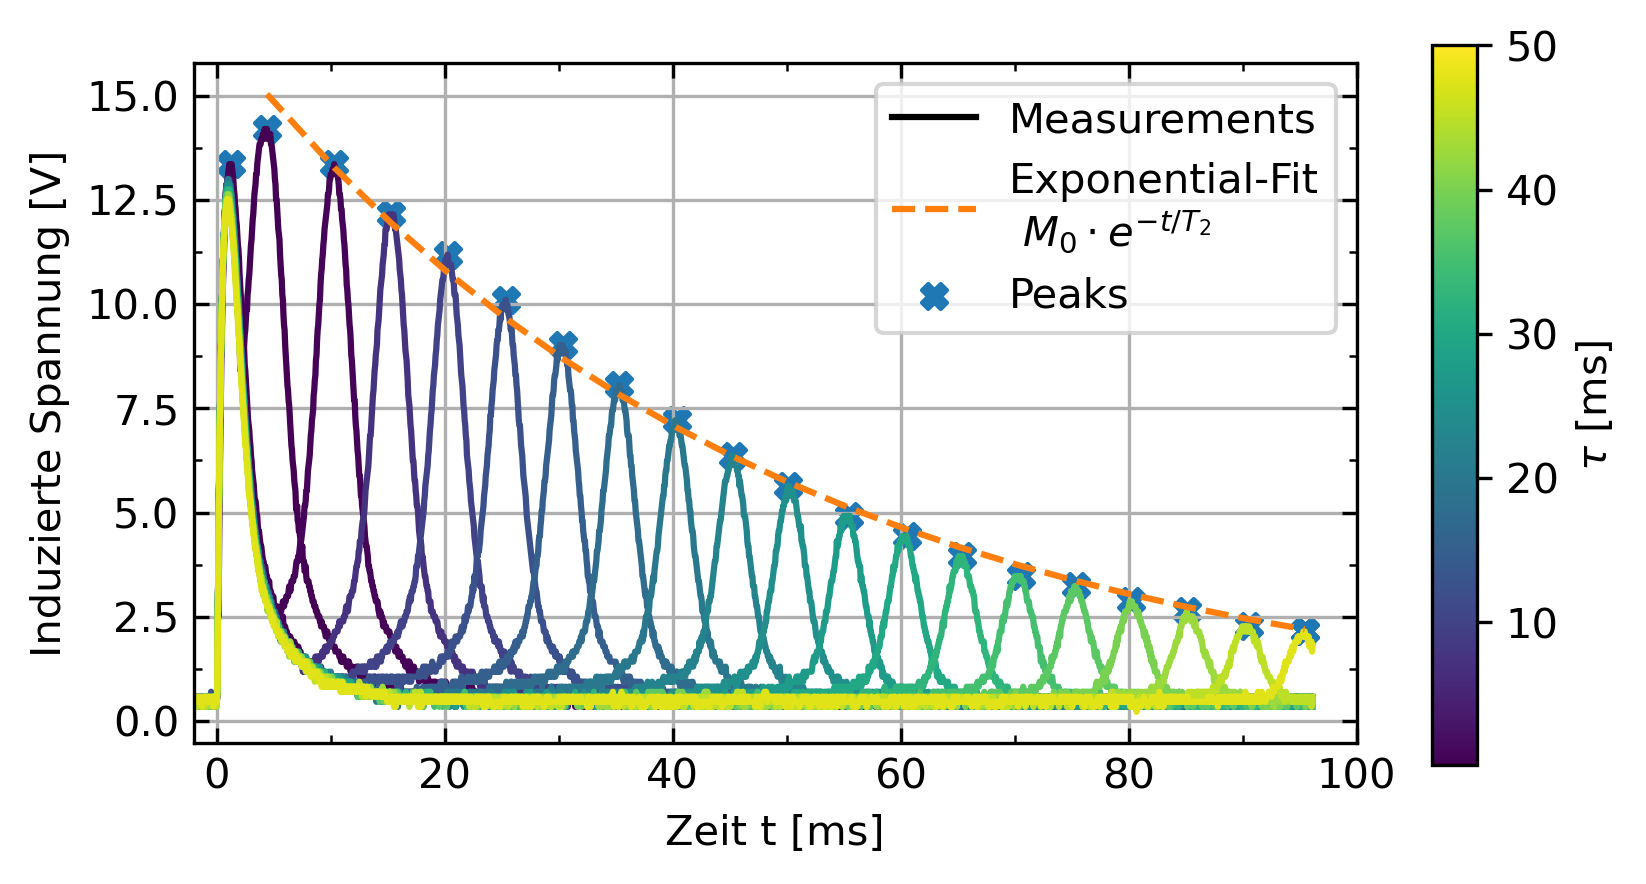 Induzierte Spannung [V]
15.0
12.5
10.0
7.5
5.0
2.5
0.0
0 20 40 60 80 100
Zeit t [ms]
Measurements
Exponential-Fit
M₀ · e^{−t/T₂}
Peaks
50
40
30
20
10
τ [ms]